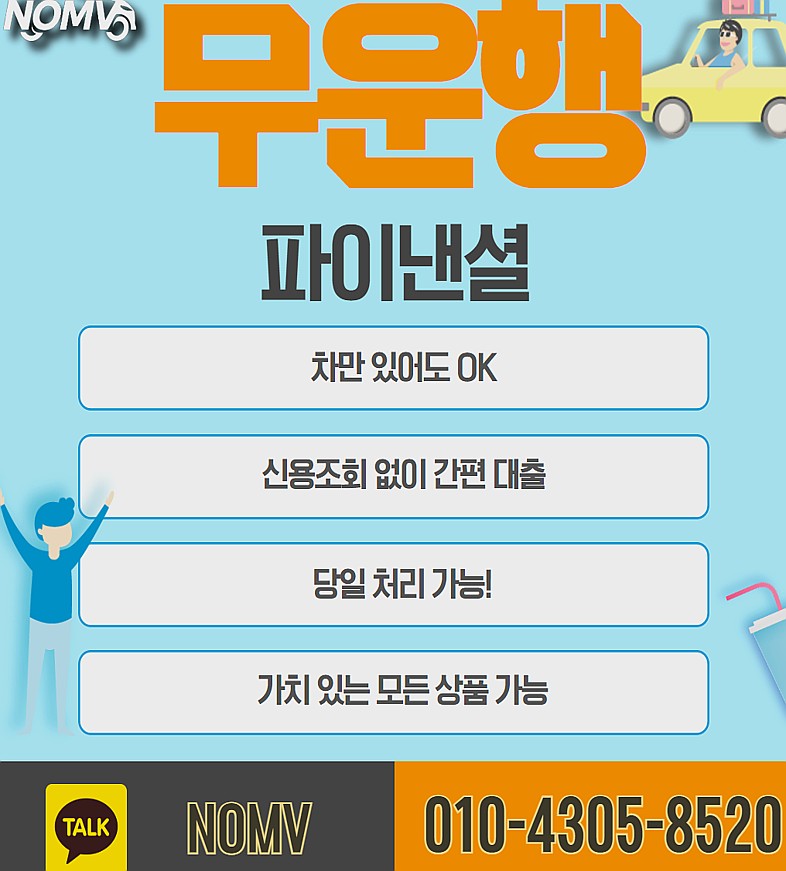 NOMV
무운행
파이낸셜
차만 있어도 OK
신용조회 없이 간편 대출
당일 처리 가능!
가치 있는 모든 상품 가능
TALK
NOMV
010-4305-8520